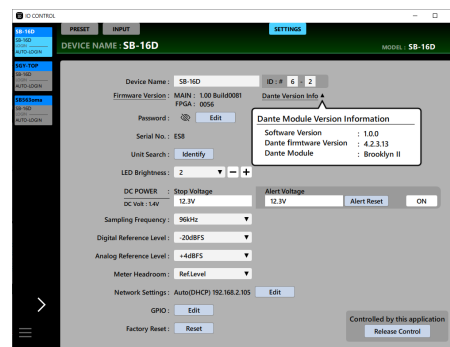 IO CONTROL
SB-16D
SB-16D
AUTO-LOGIN
SGY-TOP
SB-16D
AUTO-LOGIN
SB-16D
AUTO-LOGIN
PRESET INPUT SETTINGS
DEVICE NAME : SB-16D MODEL : SB-16D
Device Name : SB-16D ID : # 6 - 2
Firmware Version : MAIN : 1.00 Build0081 Dante Version Info ▲
FPGA : 0056
Password : Edit
Serial No. : ES8
Unit Search : Identify
LED Brightness : 2 ▼ − +
Dante Module Version Information
Software Version : 1.0.0
Dante firmtware Version : 4.2.3.13
Dante Module : Brooklyn II
DC POWER : Stop Voltage Alert Voltage
DC Volt : 1.4V 12.3V 12.3V Alert Reset ON
Sampling Frequency : 96kHz ▼
Digital Reference Level : -20dBFS ▼
Analog Reference Level : +4dBFS ▼
Meter Headroom : Ref.Level ▼
Network Settings : Auto(DHCP) 192.168.2.105 Edit
GPIO : Edit
Factory Reset : Reset
Controlled by this application
Release Control